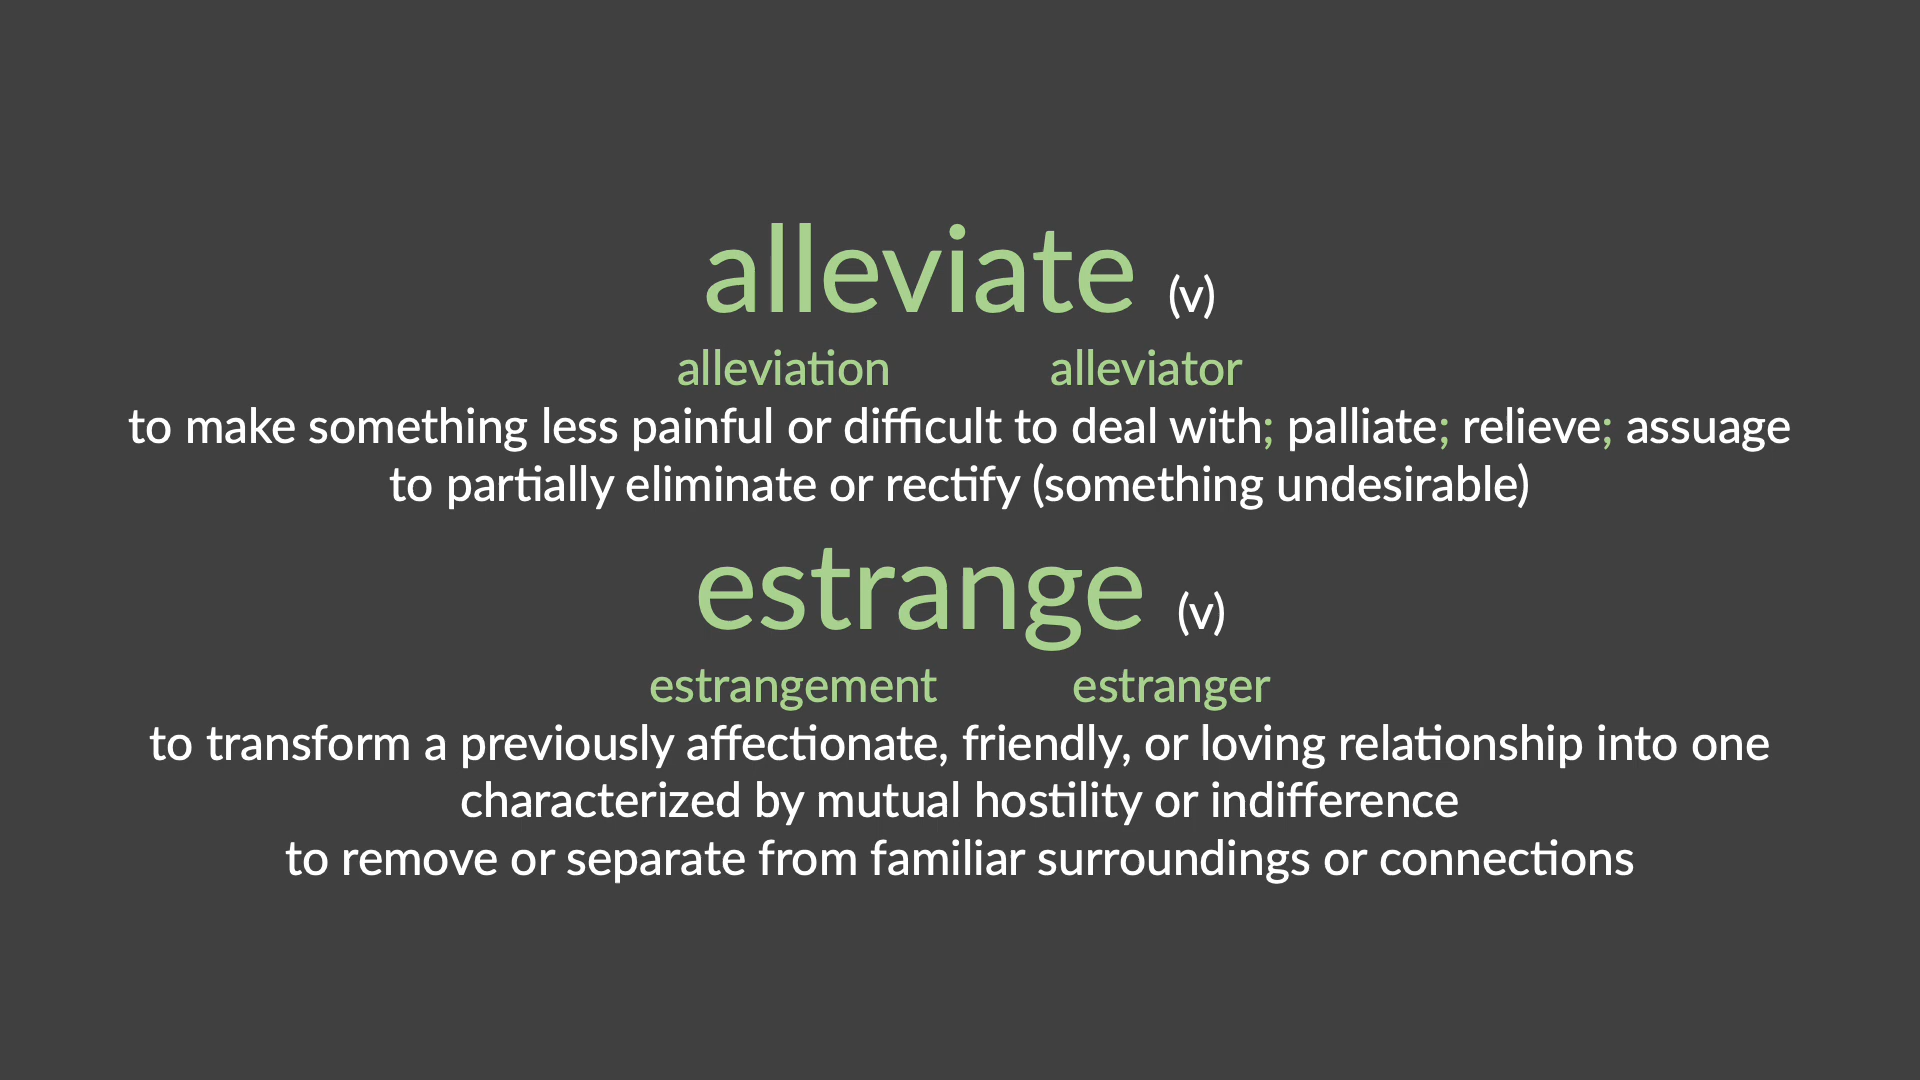 alleviate (v)
alleviation alleviator
to make something less painful or difficult to deal with; palliate; relieve; assuage
to partially eliminate or rectify (something undesirable)
estrange (v)
estrangement estranger
to transform a previously affectionate, friendly, or loving relationship into one
characterized by mutual hostility or indifference
to remove or separate from familiar surroundings or connections